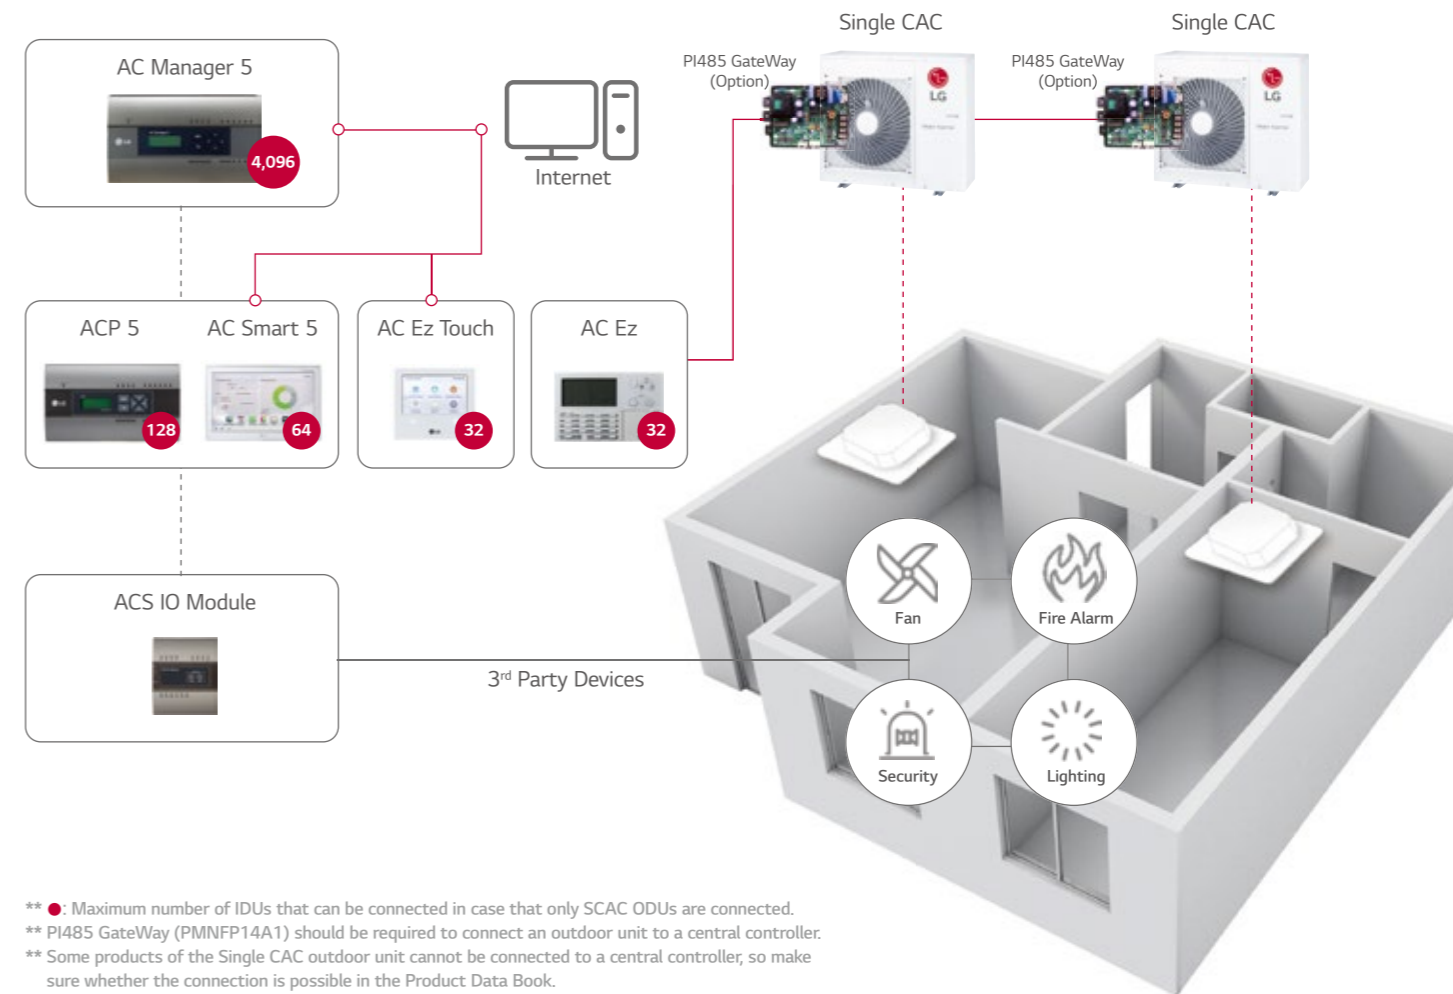 Single CAC
Single CAC
AC Manager 5
PI485 GateWay
(Option)
PI485 GateWay
(Option)
LG
LG
4,096
Internet
ACP 5
AC Smart 5
AC Ez Touch
AC Ez
128
64
32
32
ACS IO Module
Fan
Fire Alarm
3rd Party Devices
Security
Lighting
** ●: Maximum number of IDUs that can be connected in case that only SCAC ODUs are connected.
** PI485 GateWay (PMNFP14A1) should be required to connect an outdoor unit to a central controller.
** Some products of the Single CAC outdoor unit cannot be connected to a central controller, so make
sure whether the connection is possible in the Product Data Book.